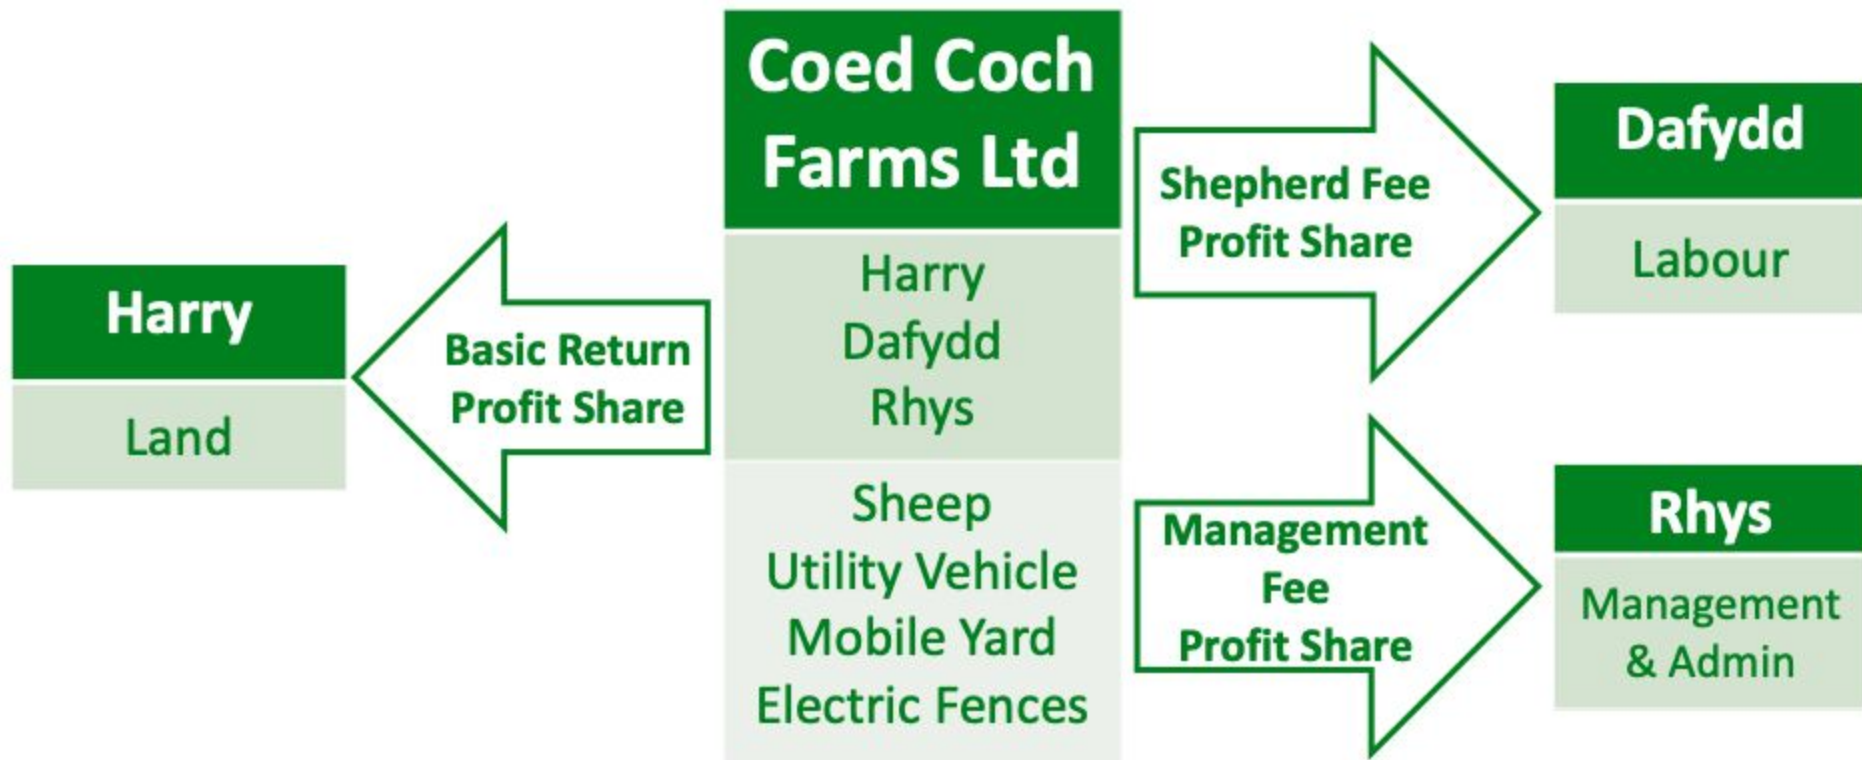 Harry
Land
Basic Return
Profit Share
Coed Coch
Farms Ltd
Harry
Dafydd
Rhys
Sheep
Utility Vehicle
Mobile Yard
Electric Fences
Shepherd Fee
Profit Share
Dafydd
Labour
Management
Fee
Profit Share
Rhys
Management
& Admin